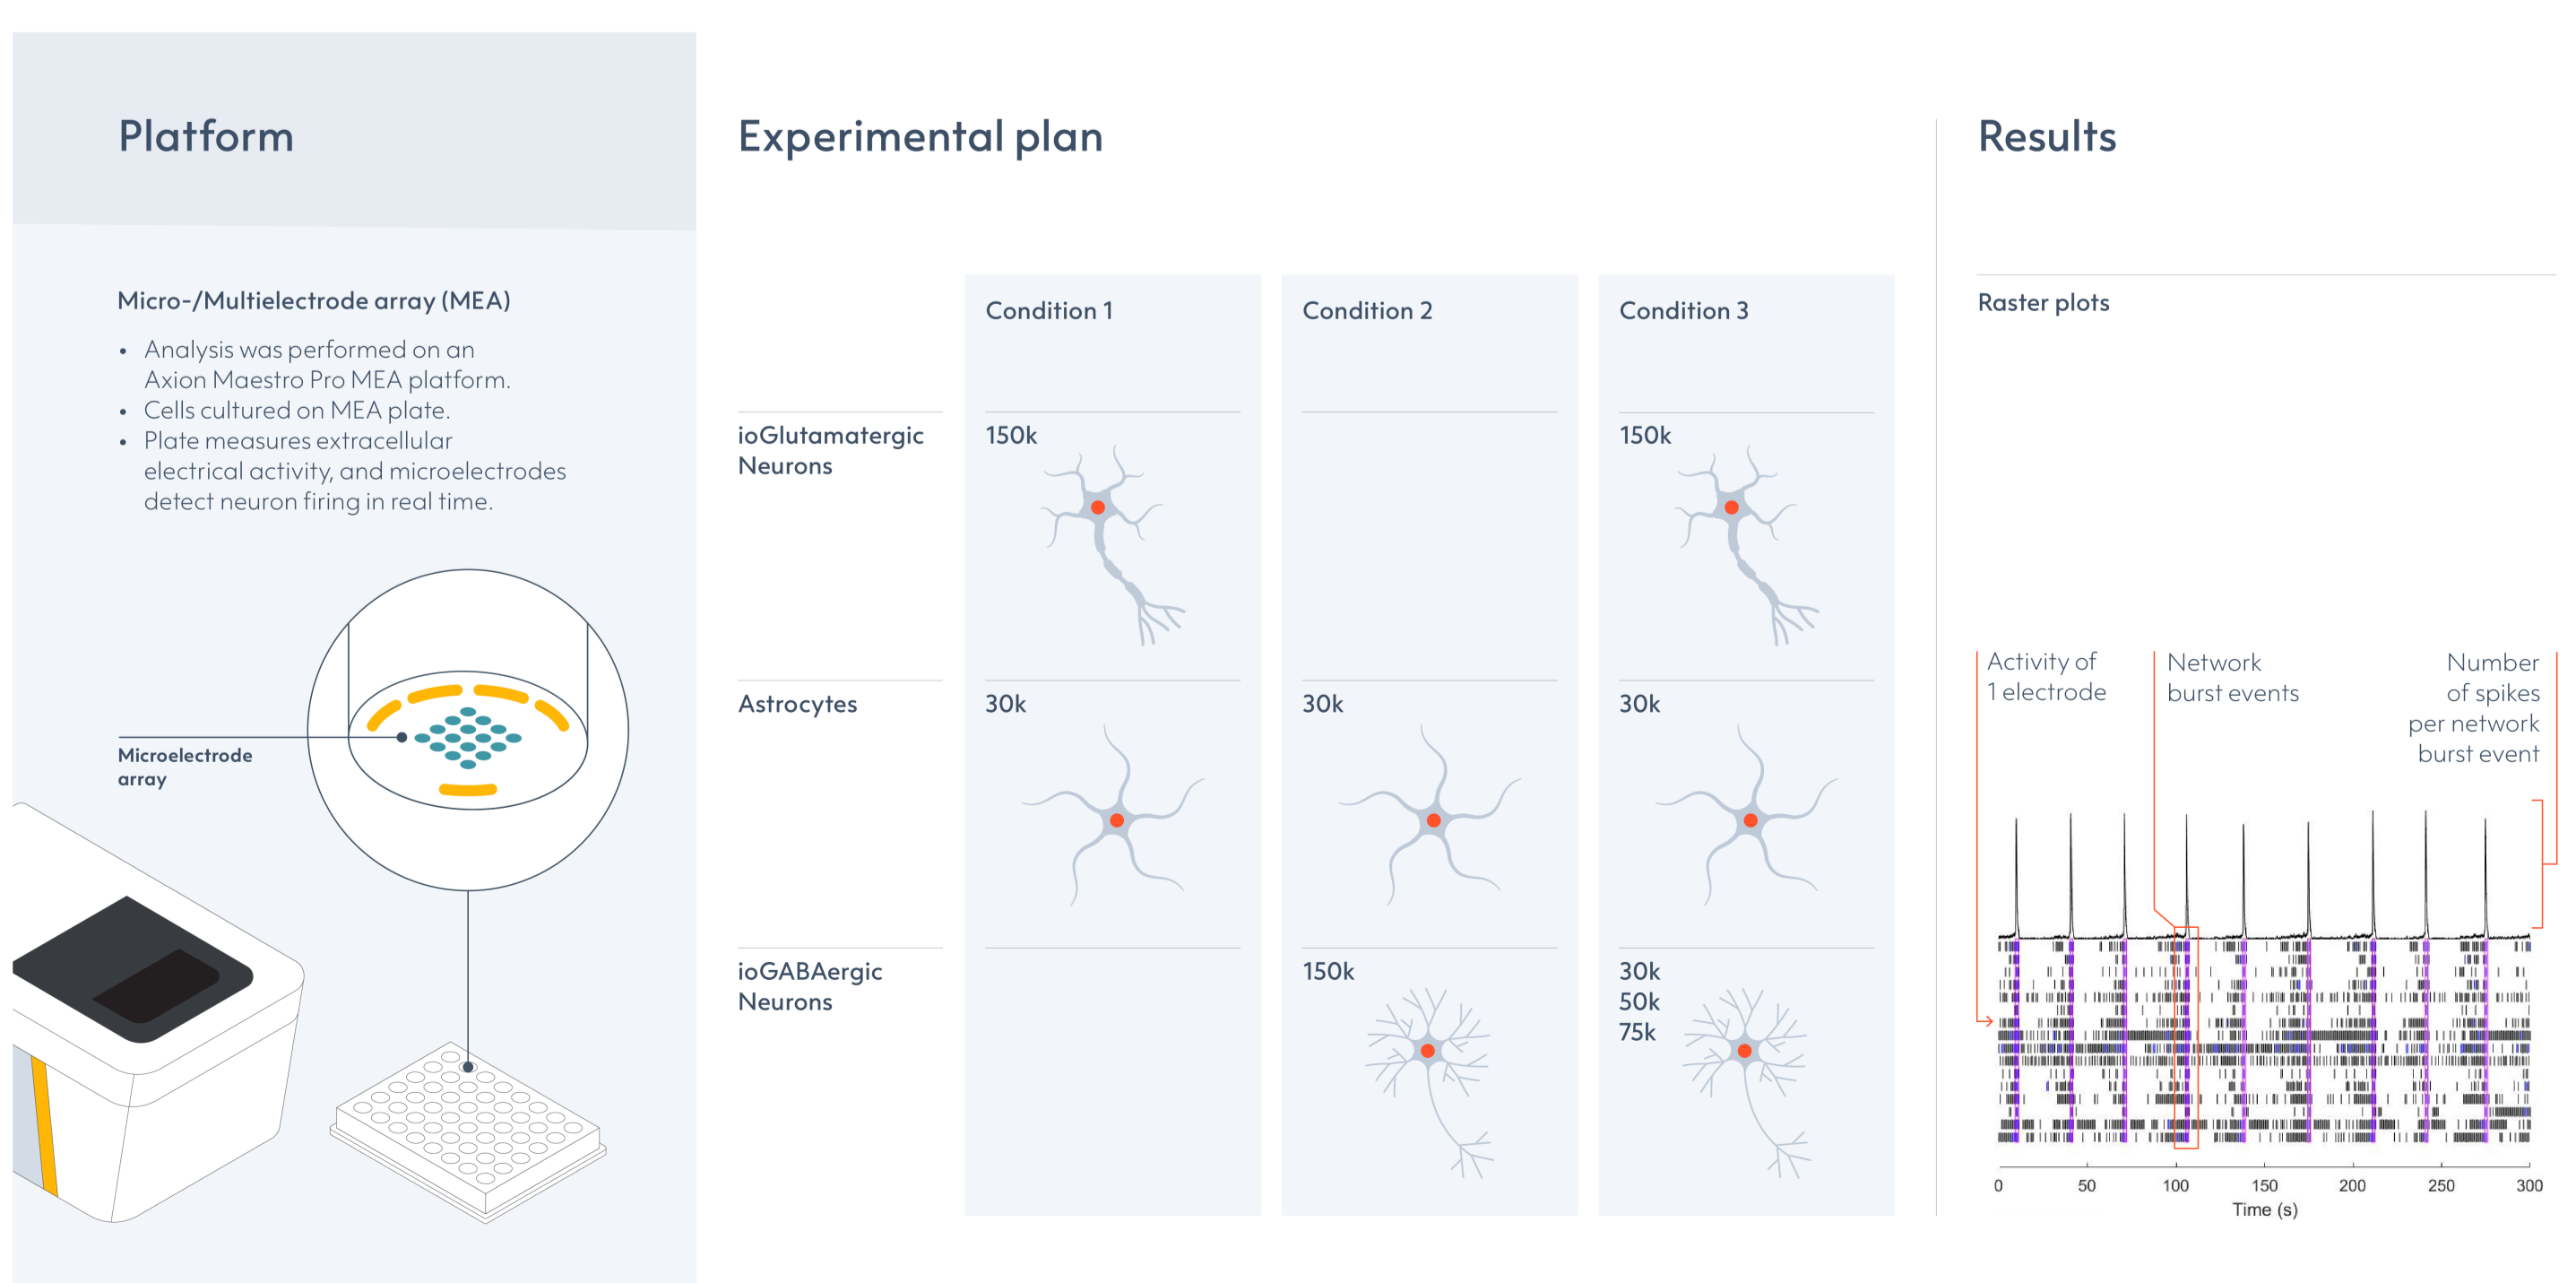 Platform
Micro-/Multielectrode array (MEA)
• Analysis was performed on an
Axion Maestro Pro MEA platform.
• Cells cultured on MEA plate.
• Plate measures extracellular
electrical activity, and microelectrodes
detect neuron firing in real time.
Microelectrode
array
Experimental plan
Condition 1
Condition 2
Condition 3
ioGlutamatergic
Neurons
150k
150k
Astrocytes
30k
30k
30k
ioGABAergic
Neurons
150k
30k
50k
75k
Results
Raster plots
Activity of
1 electrode
Network
burst events
Number
of spikes
per network
burst event
0 50 100 150 200 250 300
Time (s)